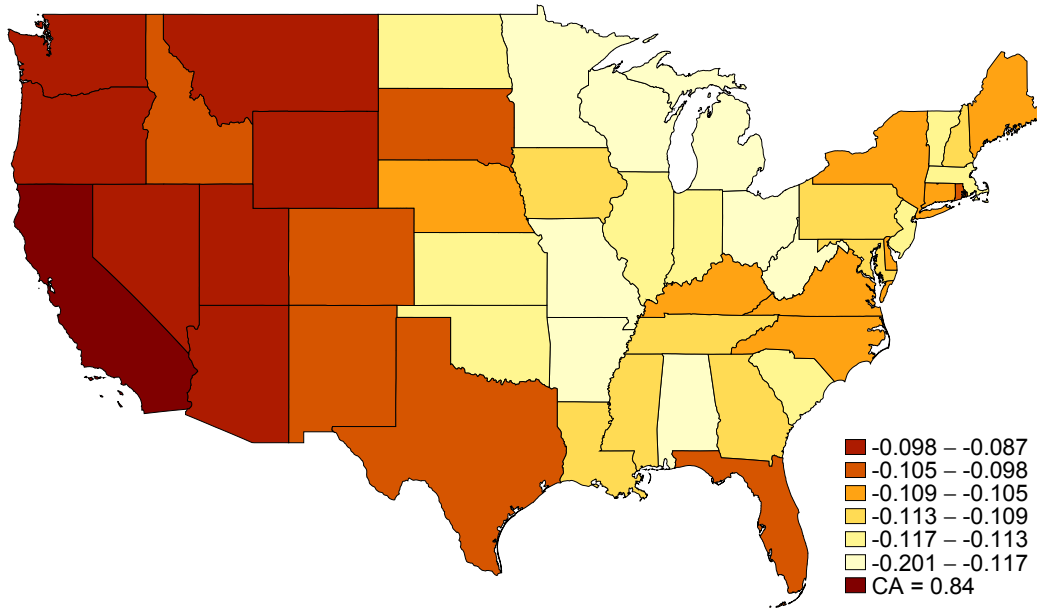 -0.098 – -0.087
-0.105 – -0.098
-0.109 – -0.105
-0.113 – -0.109
-0.117 – -0.113
-0.201 – -0.117
CA = 0.84